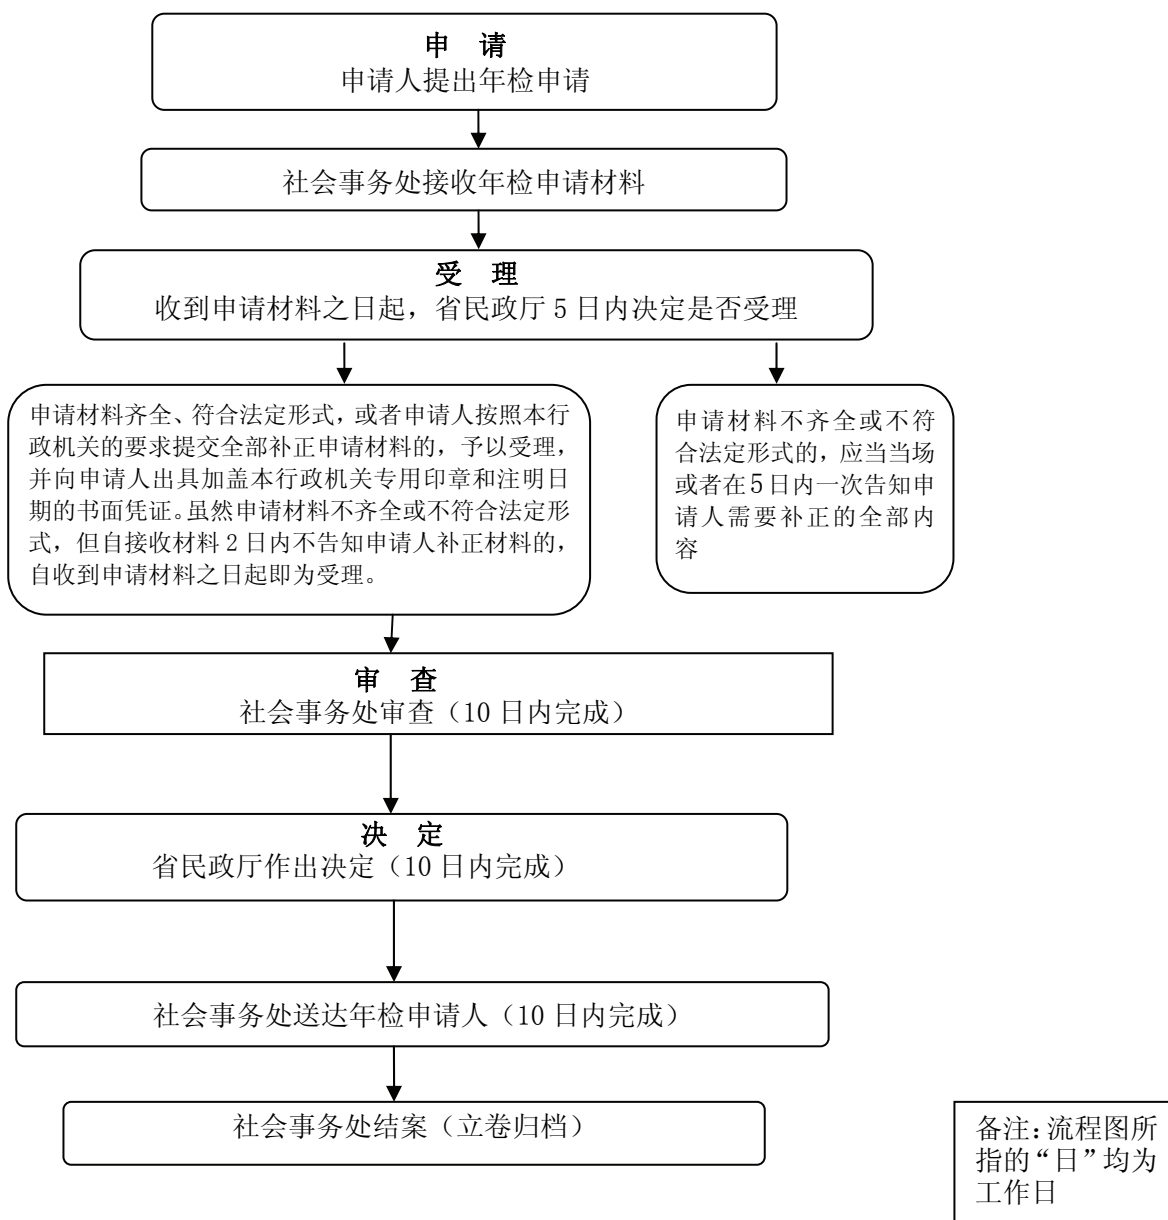 申 请
申请人提出年检申请
社会事务处接收年检申请材料
受 理
收到申请材料之日起，省民政厅 5 日内决定是否受理
申请材料齐全、符合法定形式，或者申请人按照本行
政机关的要求提交全部补正申请材料的，予以受理，
并向申请人出具加盖本行政机关专用印章和注明日
期的书面凭证。虽然申请材料不齐全或不符合法定形
式，但自接收材料 2 日内不告知申请人补正材料的，
自收到申请材料之日起即为受理。
申请材料不齐全或不符
合法定形式的，应当当场
或者在 5 日内一次告知申
请人需要补正的全部内
容
审 查
社会事务处审查（10 日内完成）
决 定
省民政厅作出决定（10 日内完成）
社会事务处送达年检申请人（10 日内完成）
社会事务处结案（立卷归档）
备注：流程图所
指的“日”均为
工作日